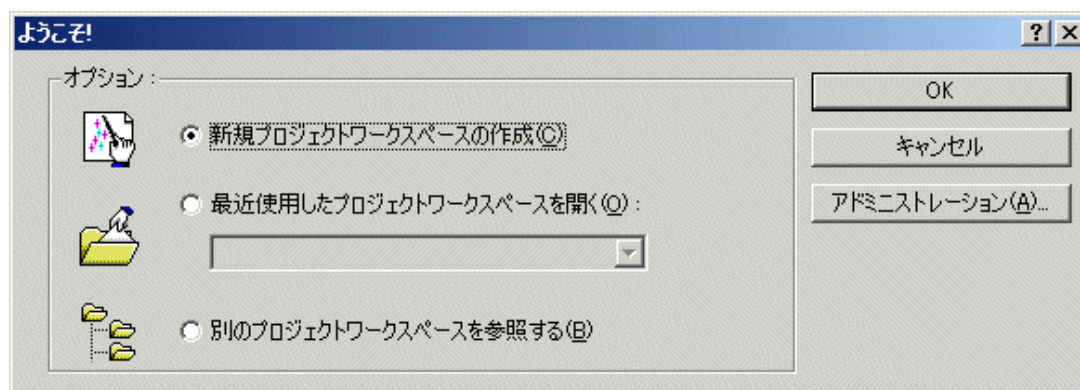 ようこそ!
オプション :
新規プロジェクトワークスペースの作成(C)
最近使用したプロジェクトワークスペースを開く(O) :
別のプロジェクトワークスペースを参照する(B)
OK
キャンセル
アドミニストレーション(A)...